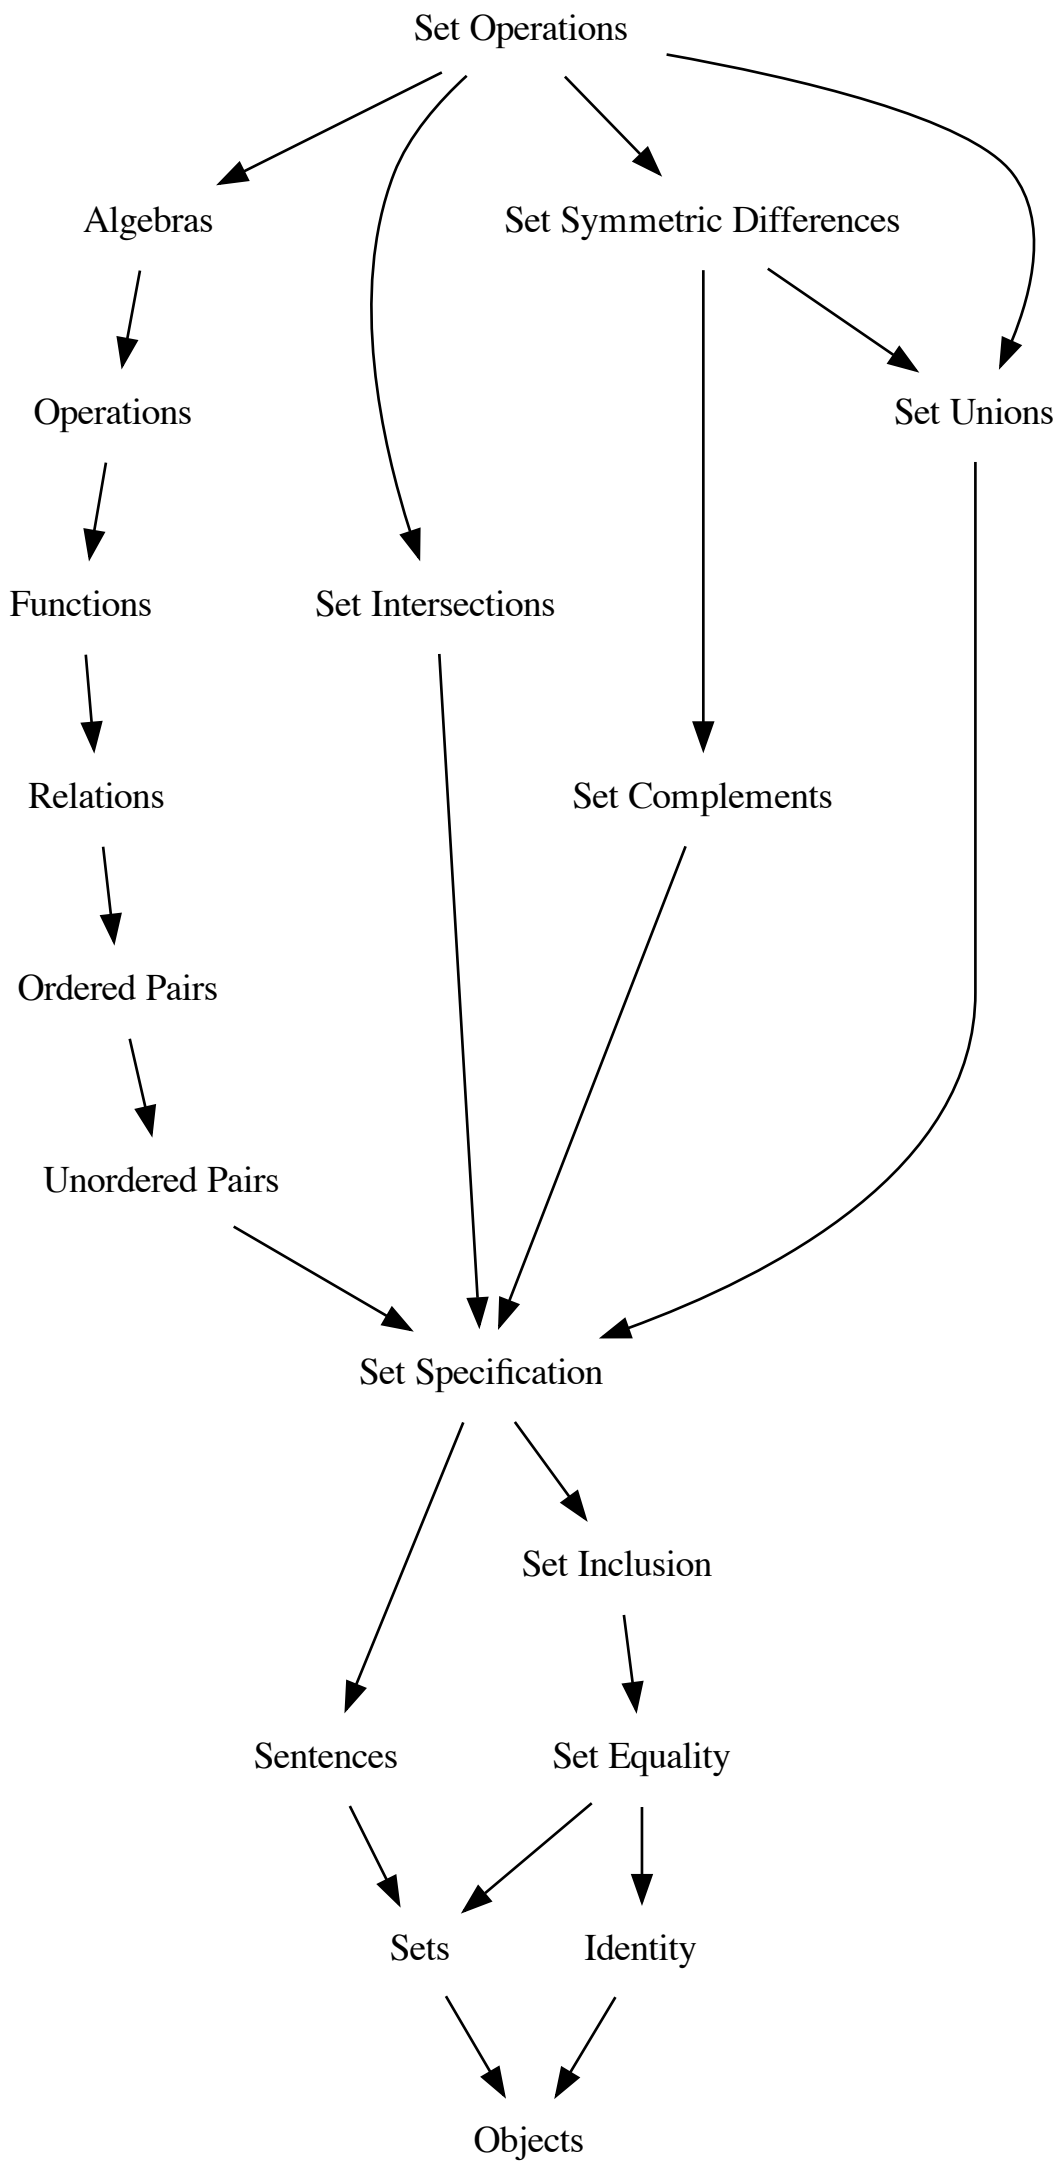 Set Operations
Algebras
Set Symmetric Differences
Operations
Set Unions
Functions
Set Intersections
Relations
Set Complements
Ordered Pairs
Unordered Pairs
Set Specification
Set Inclusion
Sentences
Set Equality
Sets
Identity
Objects